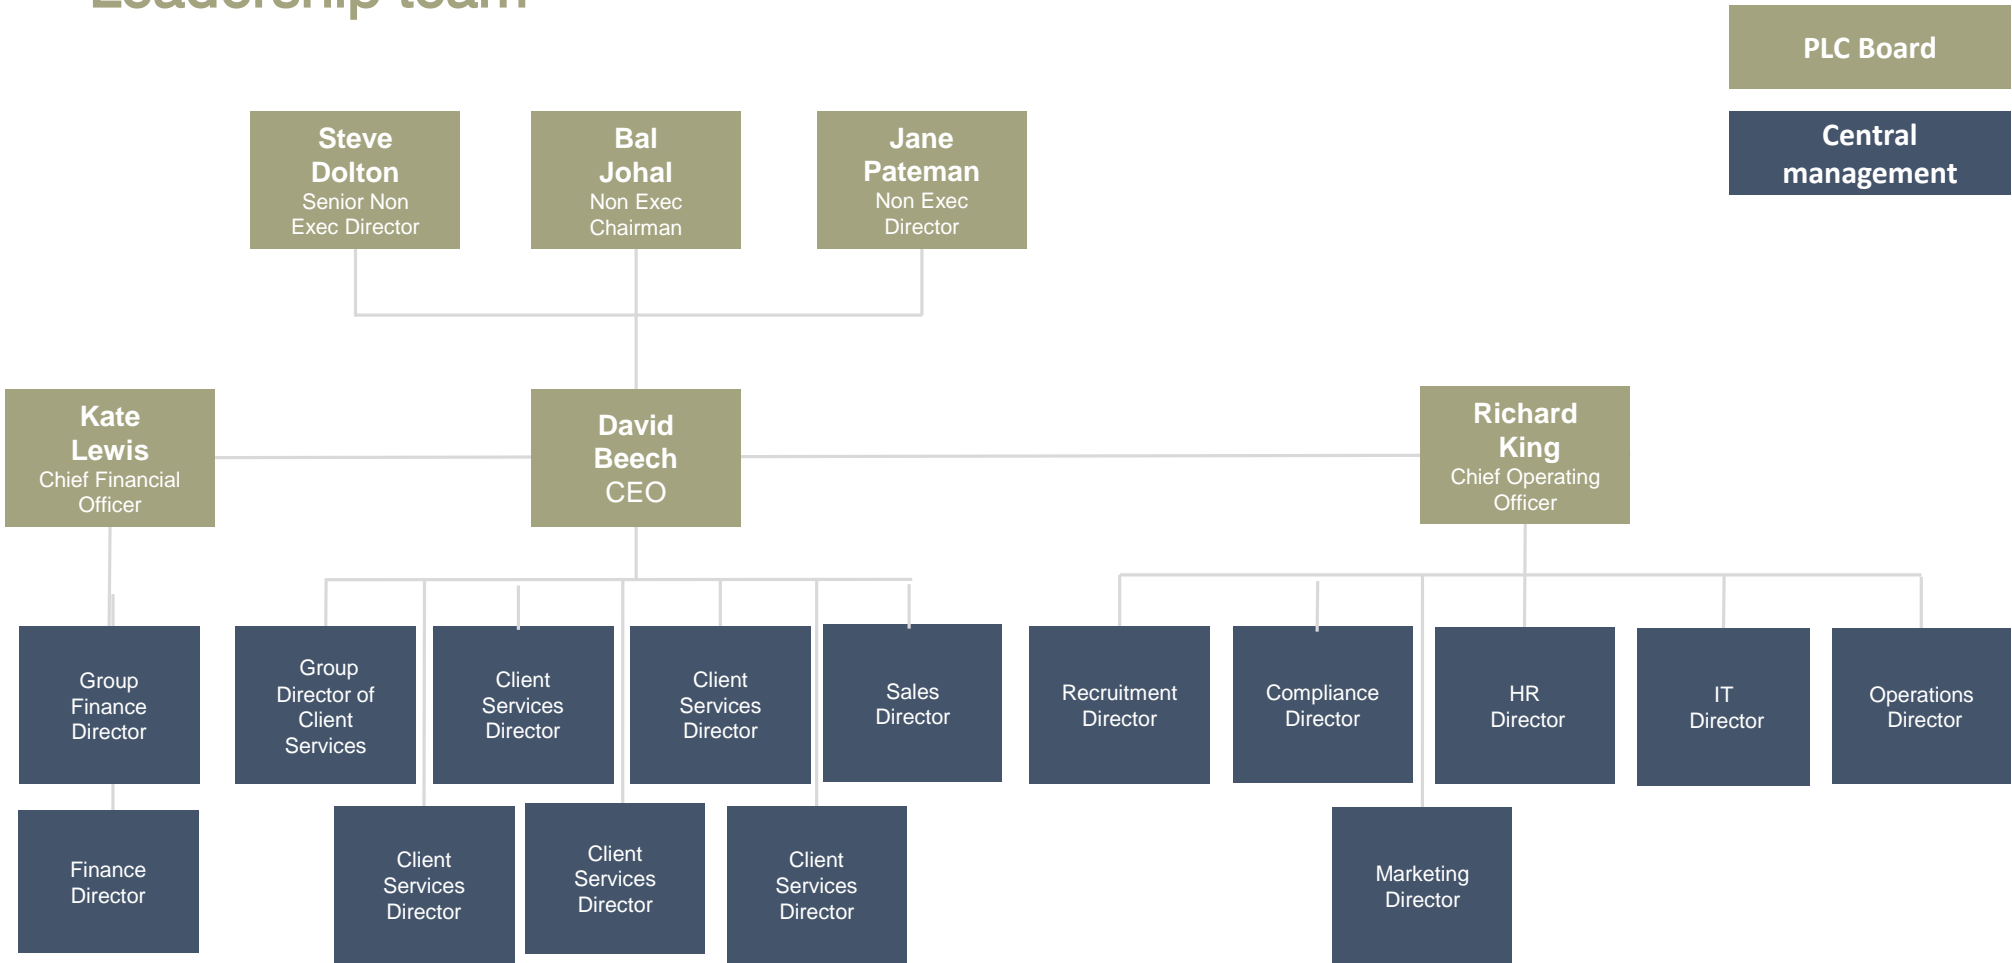 Leadership team
PLC Board
Central
management
Steve
Dolton
Senior Non
Exec Director
Bal
Johal
Non Exec
Chairman
Jane
Pateman
Non Exec
Director
Kate
Lewis
Chief Financial
Officer
David
Beech
CEO
Richard
King
Chief Operating
Officer
Group
Finance
Director
Group
Director of
Client
Services
Client
Services
Director
Client
Services
Director
Sales
Director
Recruitment
Director
Compliance
Director
HR
Director
IT
Director
Operations
Director
Finance
Director
Client
Services
Director
Client
Services
Director
Client
Services
Director
Marketing
Director